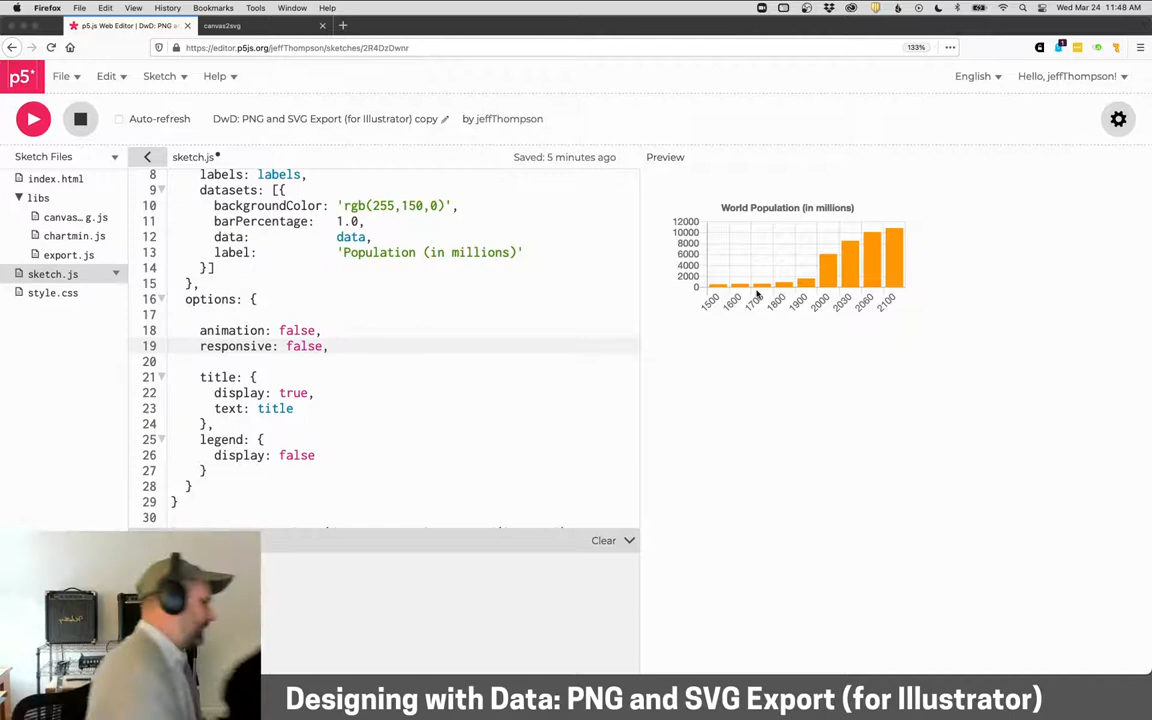 Firefox File Edit View History Bookmarks Tools Window Help Wed Mar 24 11:48 AM
p5.js Web Editor | DwD: PNG a canvas2svg
https://editor.p5js.org/jeffThompson/sketches/2R4DzDwnr 133%
p5* File Edit Sketch Help English Hello, jeffThompson!
Auto-refresh DwD: PNG and SVG Export (for Illustrator) copy by jeffThompson
Sketch Files sketch.js Saved: 5 minutes ago Preview
index.html
libs
canvas…g.js
chartmin.js
export.js
sketch.js
style.css
8 labels: labels,
9 datasets: [{
10 backgroundColor: 'rgb(255,150,0)',
11 barPercentage: 1.0,
12 data: data,
13 label: 'Population (in millions)'
14 }]
15 },
16 options: {
17
18 animation: false,
19 responsive: false,
20
21 title: {
22 display: true,
23 text: title
24 },
25 legend: {
26 display: false
27 }
28 }
29 }
30
World Population (in millions)
12000
10000
8000
6000
4000
2000
0
1500 1600 1700 1800 1900 2000 2030 2060 2100
Clear
Designing with Data: PNG and SVG Export (for Illustrator)